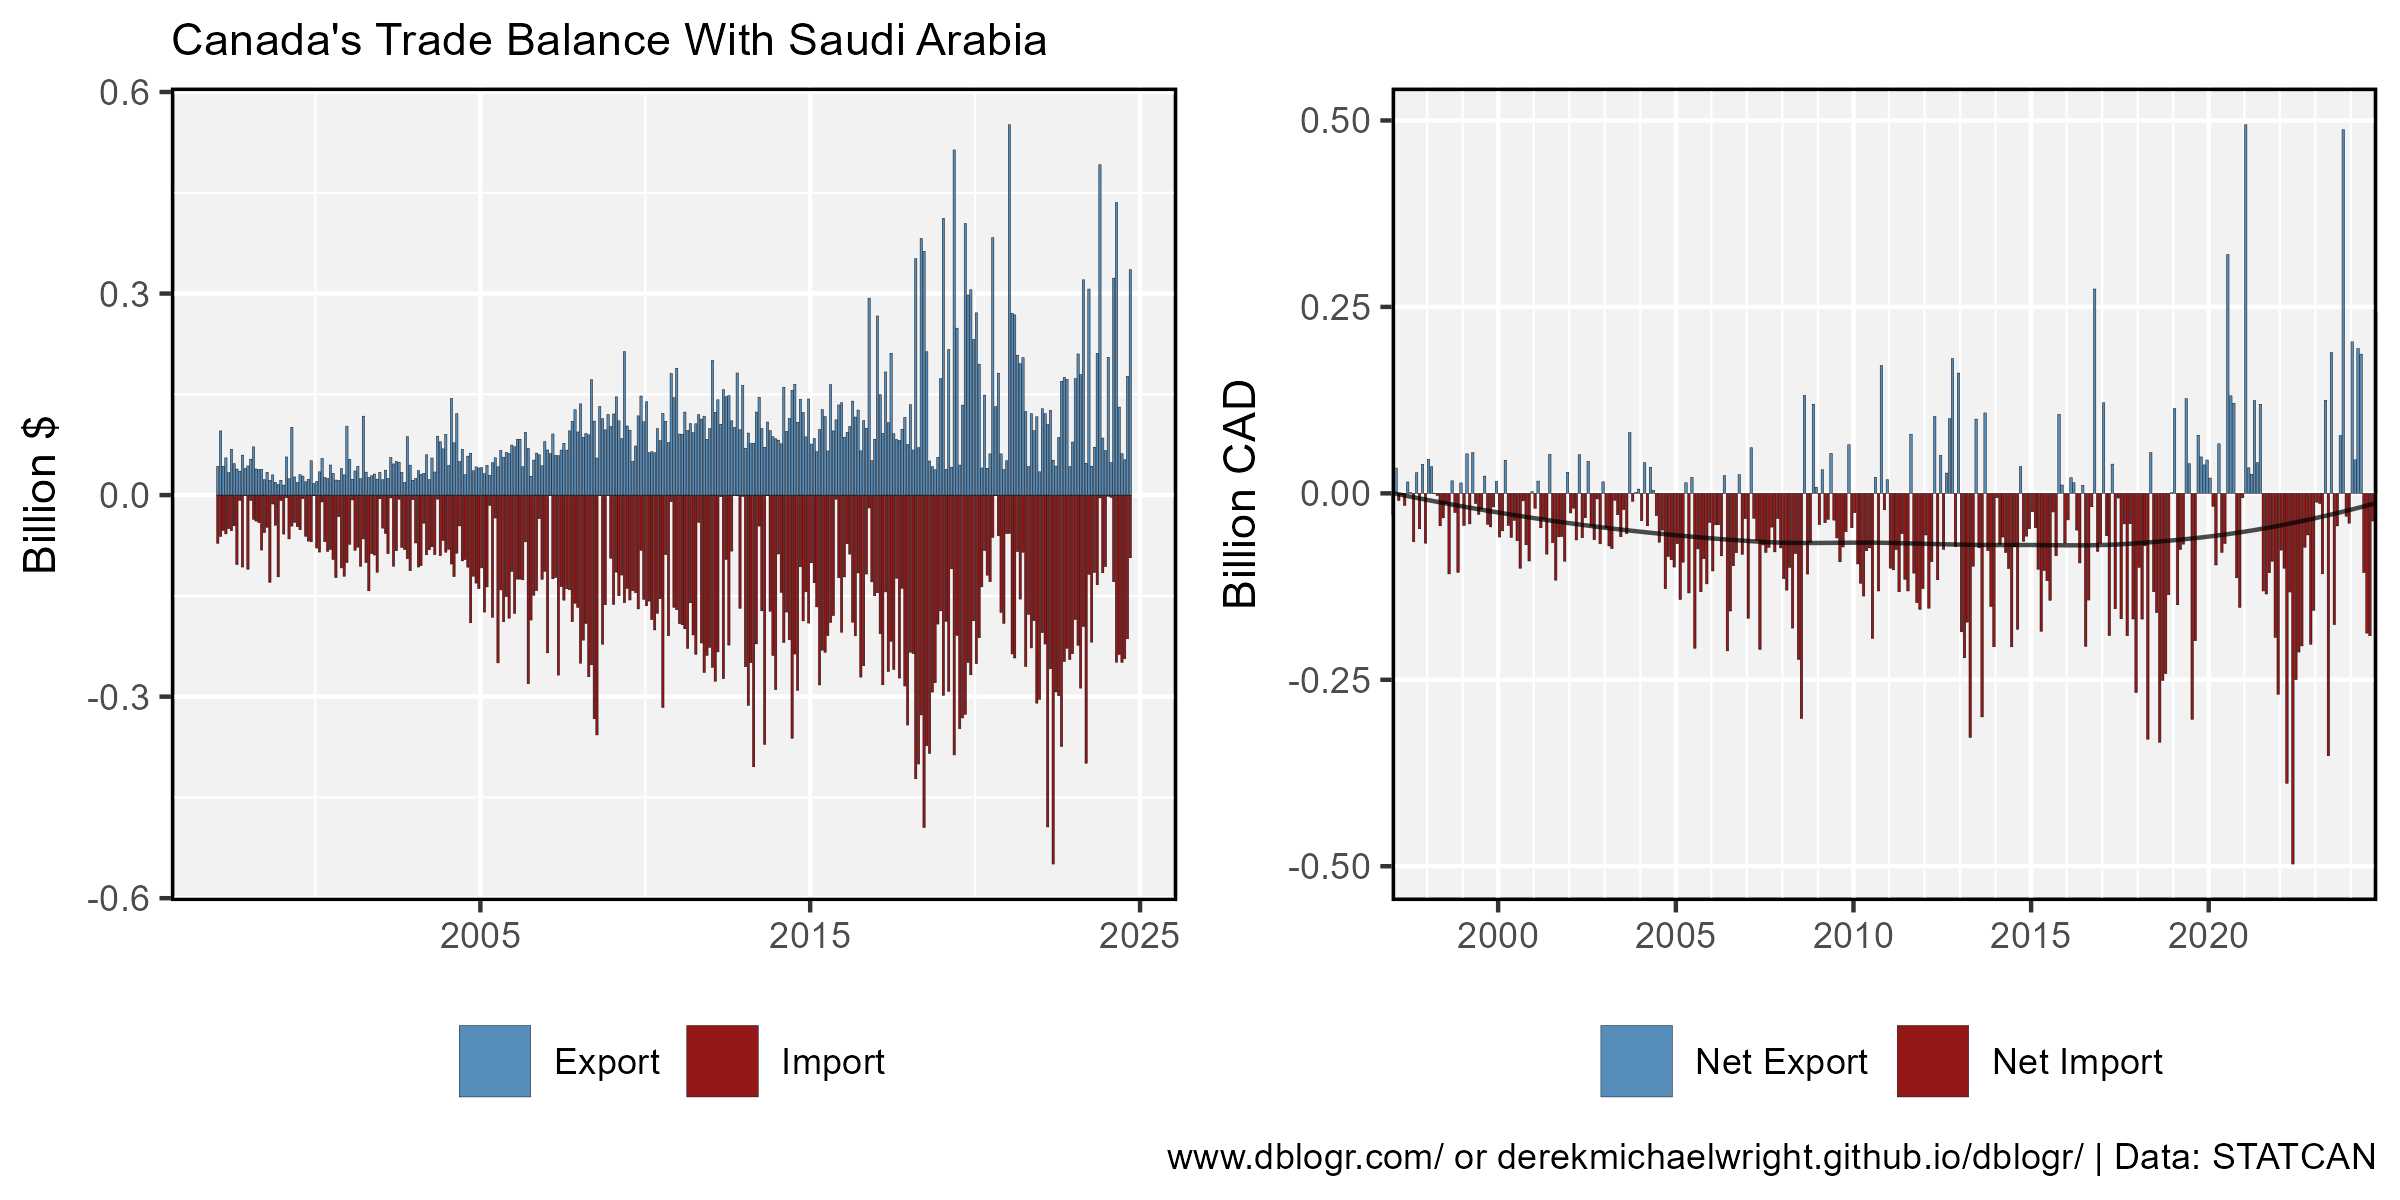 Canada's Trade Balance With Saudi Arabia
Billion $
0.6
0.3
0.0
-0.3
-0.6
2005 2015 2025
Export Import
Billion CAD
0.50
0.25
0.00
-0.25
-0.50
2000 2005 2010 2015 2020
Net Export Net Import
www.dblogr.com/ or derekmichaelwright.github.io/dblogr/ | Data: STATCAN